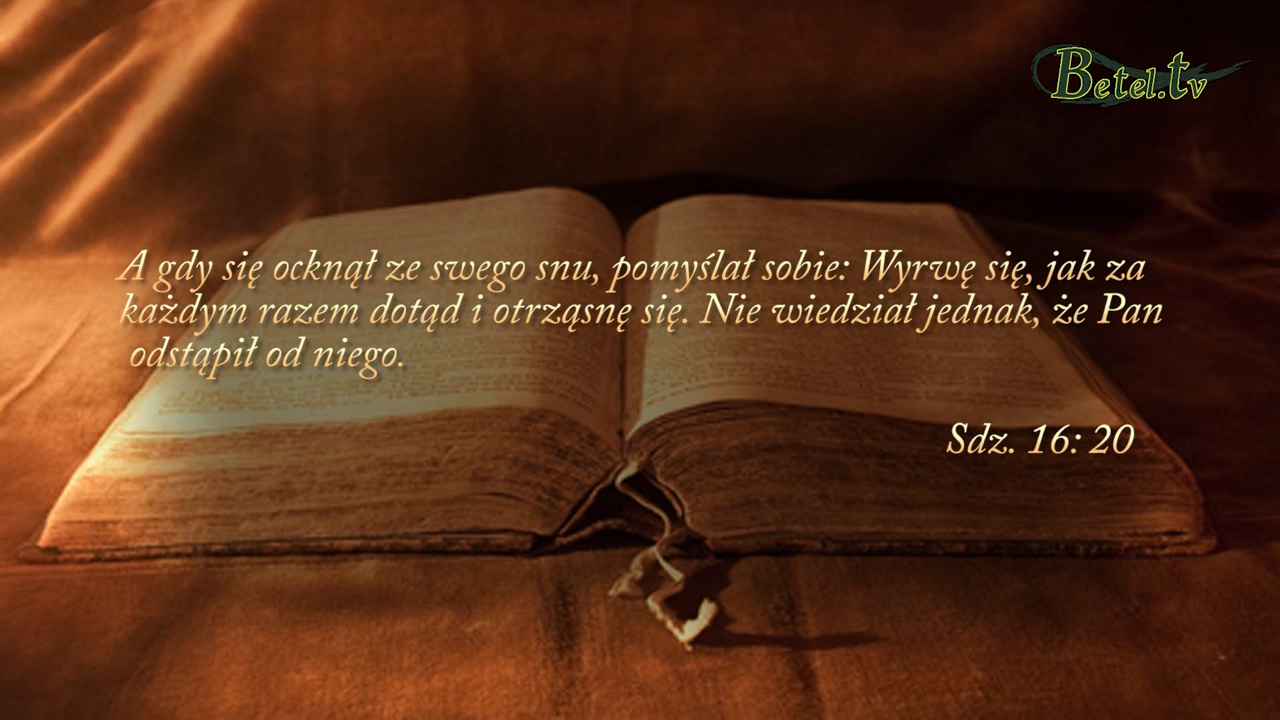 Betel.tv
A gdy się ocknął ze swego snu, pomyślał sobie: Wyrwę się, jak za
każdym razem dotąd i otrząsnę się. Nie wiedział jednak, że Pan
odstąpił od niego.
Sdz. 16: 20